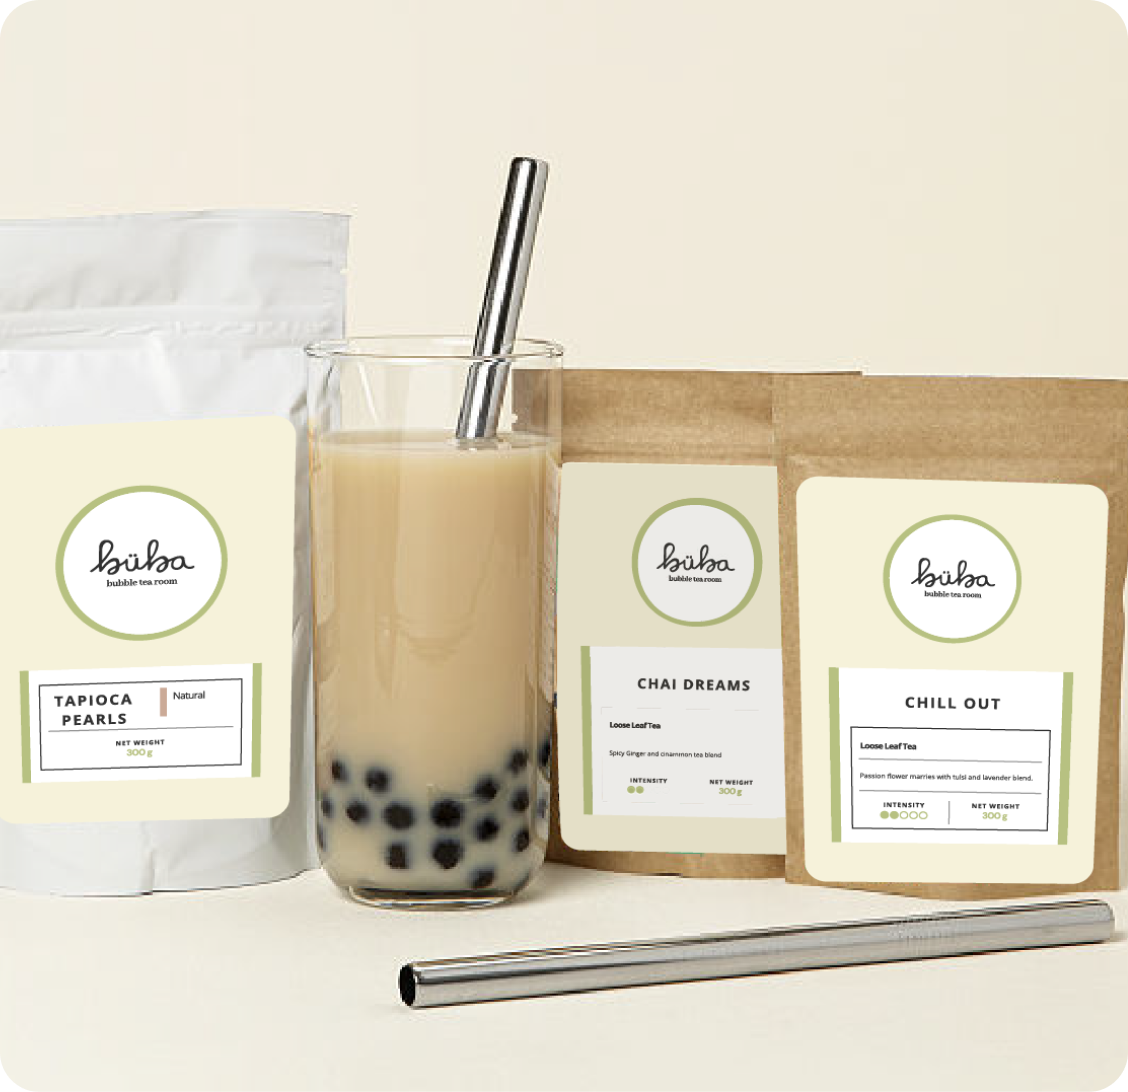 büba
bubble tea room
TAPIOCA
PEARLS
Natural
NET WEIGHT
300 g
büba
bubble tea room
CHAI DREAMS
Loose Leaf Tea
Spicy Ginger and cinammon tea blend
INTENSITY
NET WEIGHT
300 g
büba
bubble tea room
CHILL OUT
Loose Leaf Tea
Passion flower marries with tulsi and lavender blend.
INTENSITY
NET WEIGHT
300 g